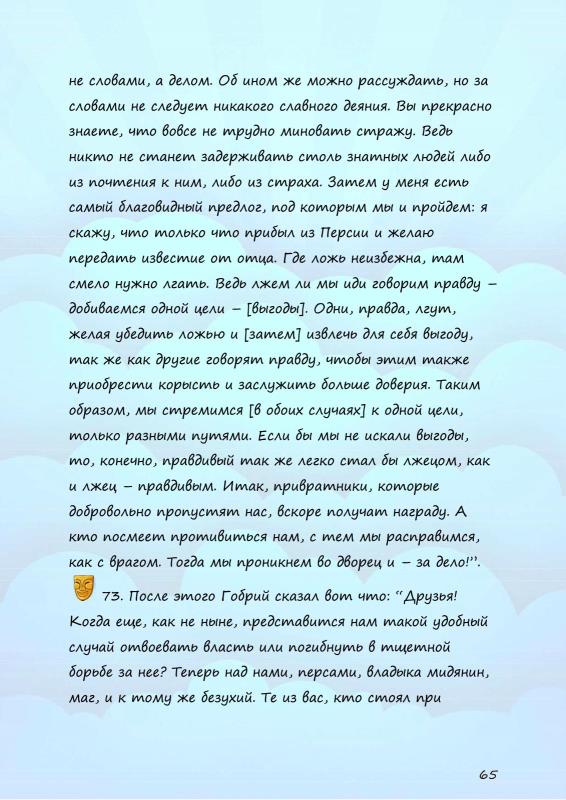 не словами, а делом. Об ином же можно рассуждать, но за
словами не следует никакого славного деяния. Вы прекрасно
знаете, что вовсе не трудно миновать стражу. Ведь
никто не станет задерживать столь знатных людей либо
из почтения к ним, либо из страха. Затем у меня есть
самый благовидный предлог, под которым мы и пройдем: я
скажу, что только что прибыл из Персии и желаю
передать известие от отца. Где ложь неизбежна, там
смело нужно лгать. Ведь лжем ли мы иди говорим правду –
добиваемся одной цели – [выгоды]. Одни, правда, лгут,
желая убедить ложью и [затем] извлечь для себя выгоду,
так же как другие говорят правду, чтобы этим также
приобрести корысть и заслужить больше доверия. Таким
образом, мы стремимся [в обоих случаях] к одной цели,
только разными путями. Если бы мы не искали выгоды,
то, конечно, правдивый так же легко стал бы лжецом, как
и лжец – правдивым. Итак, привратники, которые
добровольно пропустят нас, вскоре получат награду. А
кто посмеет противиться нам, с тем мы расправимся,
как с врагом. Тогда мы проникнем во дворец и – за дело!”.
73. После этого Гобрий сказал вот что: “Друзья!
Когда еще, как не ныне, представится нам такой удобный
случай отвоевать власть или погибнуть в тщетной
борьбе за нее? Теперь над нами, персами, владыка мидянин,
маг, и к тому же безухий. Те из вас, кто стоял при
65